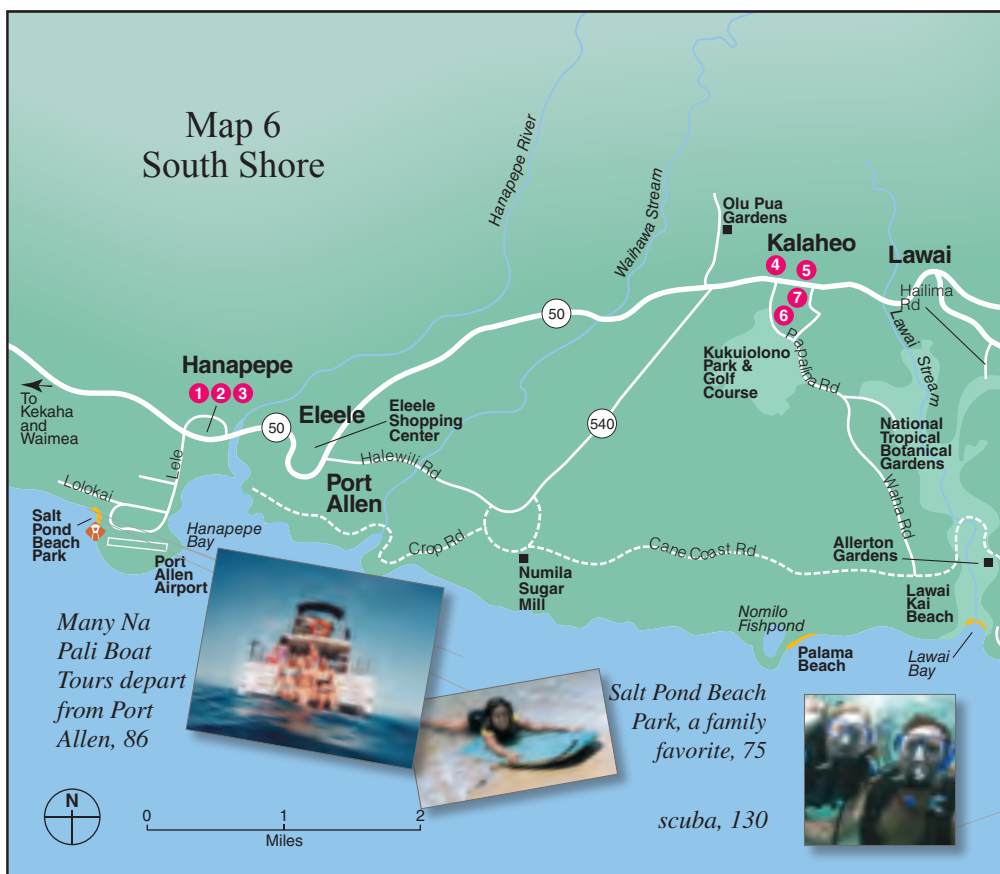 Map 6
South Shore
Hanapepe River
Waihawa Stream
Olu Pua
Gardens
Kalaheo
4
5
7
6
Lawai
Hailima
Rd
Lawai Stream
50
Kukuiolono
Park &
Golf
Course
Papalina Rd
Hanapepe
1 2 3
To
Kekaha
and
Waimea
50
Eleele
Eleele
Shopping
Center
540
National
Tropical
Botanical
Gardens
Halewili Rd
Port
Allen
Lele
Lolokai
Waha Rd
Salt
Pond
Beach
Park
Hanapepe
Bay
Port
Allen
Airport
Crop Rd
Cane Coast Rd
Allerton
Gardens
Numila
Sugar
Mill
Lawai
Kai
Beach
Nomilo
Fishpond
Palama
Beach
Lawai
Bay
Many Na
Pali Boat
Tours depart
from Port
Allen, 86
Salt Pond Beach
Park, a family
favorite, 75
scuba, 130
N
0 1 2
Miles